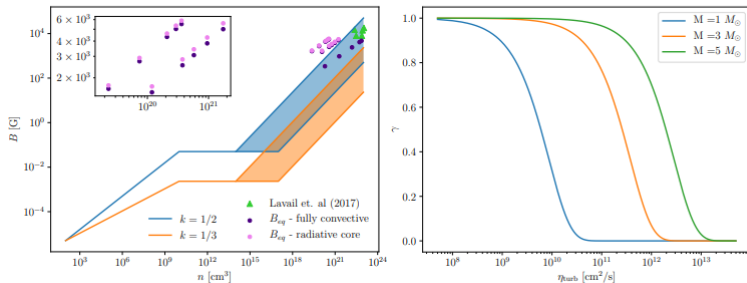 6 × 10³
4 × 10³
3 × 10³
2 × 10³
10²⁰
10²¹
10⁴
10²
10⁰
10⁻²
10⁻⁴
B [G]
k = 1/2
k = 1/3
Lavail et. al (2017)
B_eq - fully convective
B_eq - radiative core
10³
10⁶
10⁹
10¹²
10¹⁵
10¹⁸
10²¹
10²⁴
n [cm³]
M =1 M☉
M =3 M☉
M =5 M☉
1.0
0.8
0.6
0.4
0.2
0.0
γ
10⁸
10⁹
10¹⁰
10¹¹
10¹²
10¹³
η_turb [cm²/s]